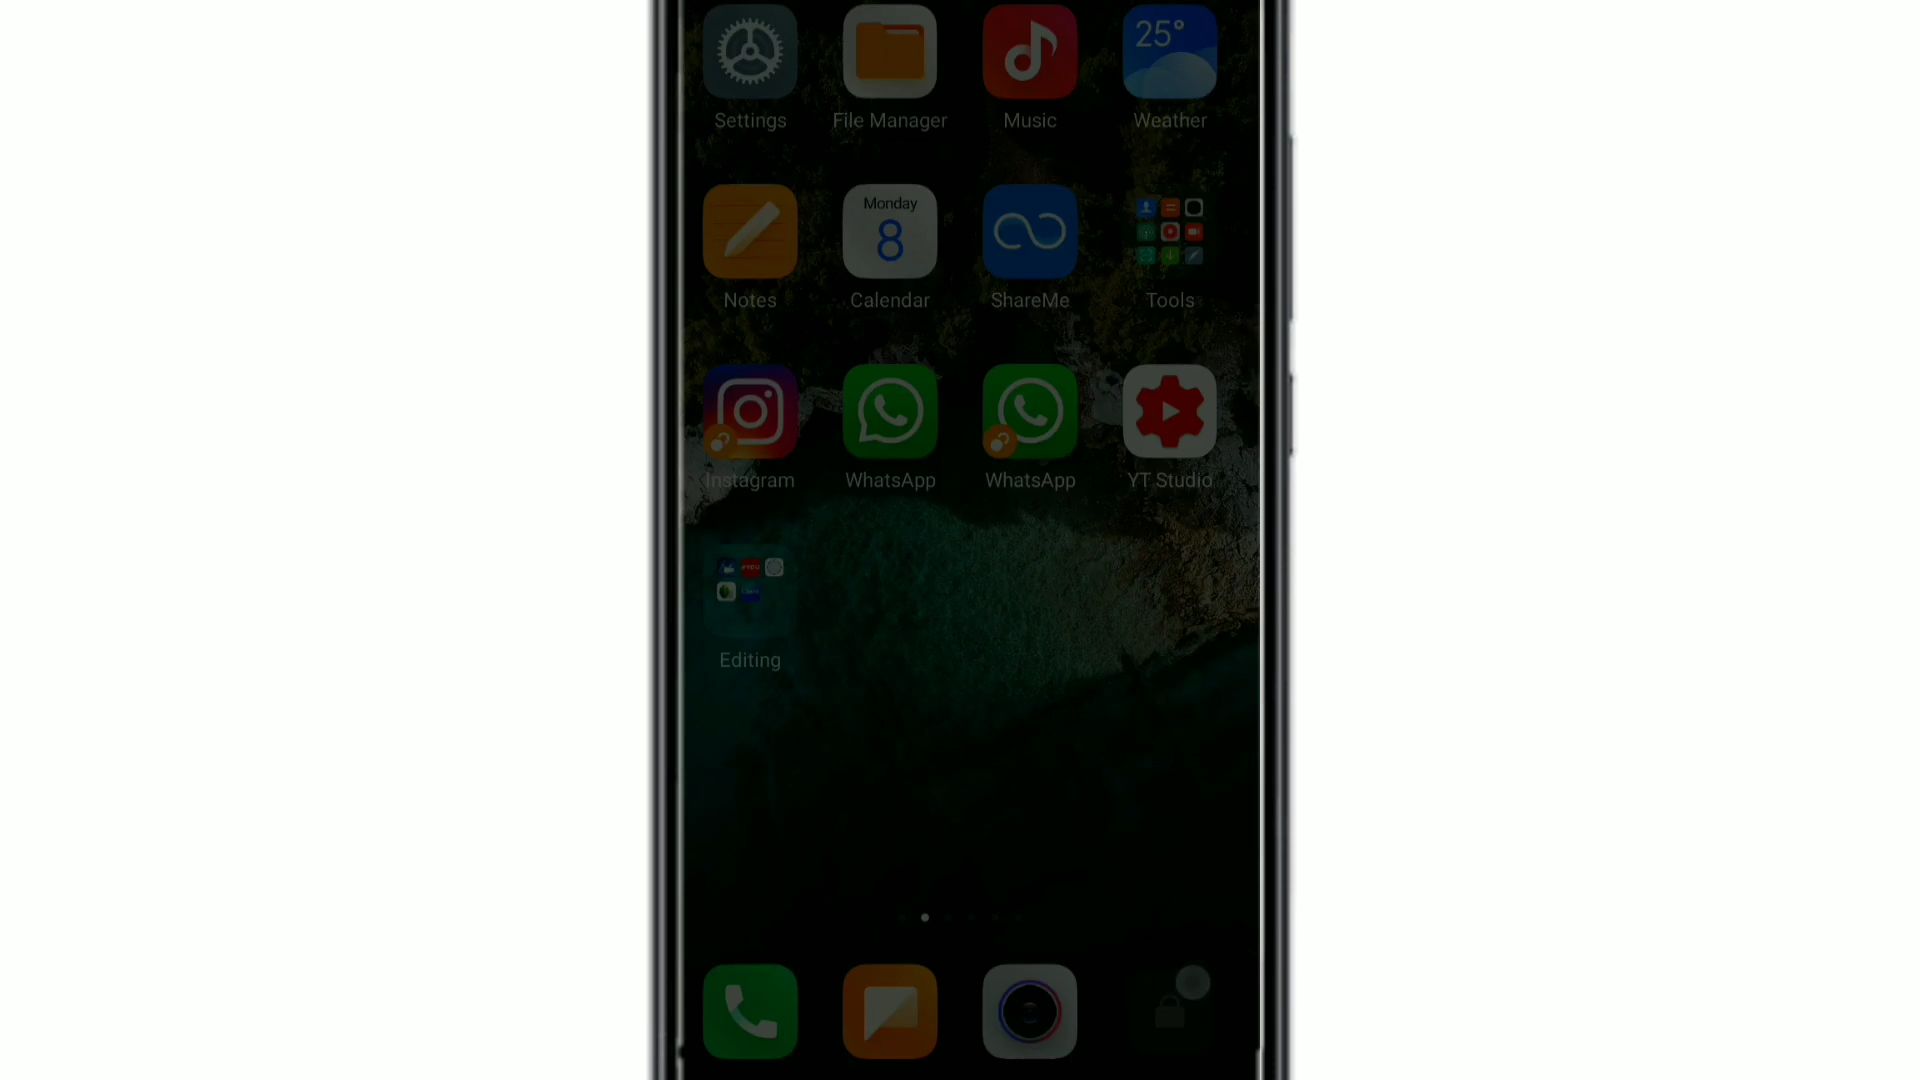 25°
Settings
File Manager
Music
Weather
Monday
8
Notes
Calendar
ShareMe
Tools
Instagram
WhatsApp
WhatsApp
YT Studio
Editing